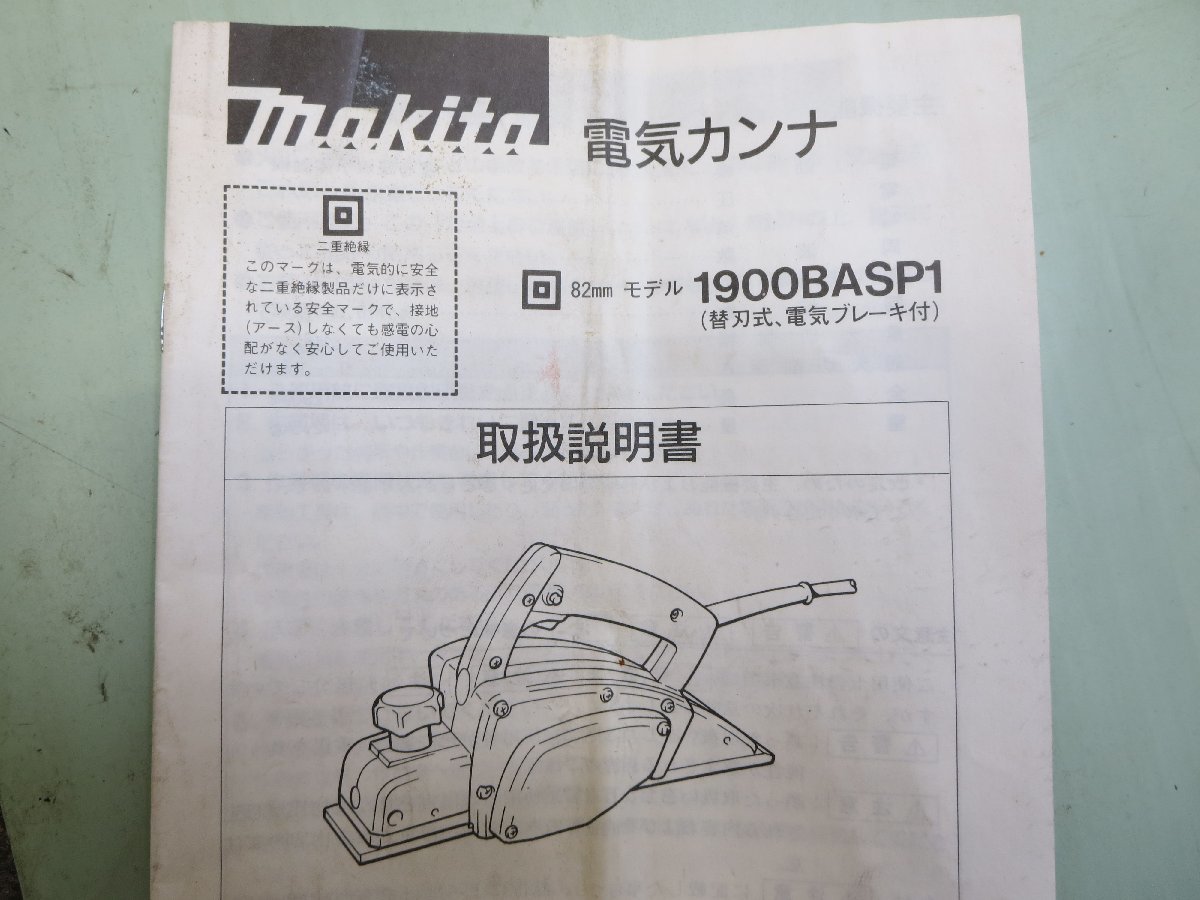 makita
電気カンナ
二重絶縁
このマークは、電気的に安全
な二重絶縁製品だけに表示さ
れている安全マークで、接地
(アース)しなくても感電の心
配がなく安心してご使用いた
だけます。
82mm モデル 1900BASP1
(替刃式、電気ブレーキ付)
取扱説明書